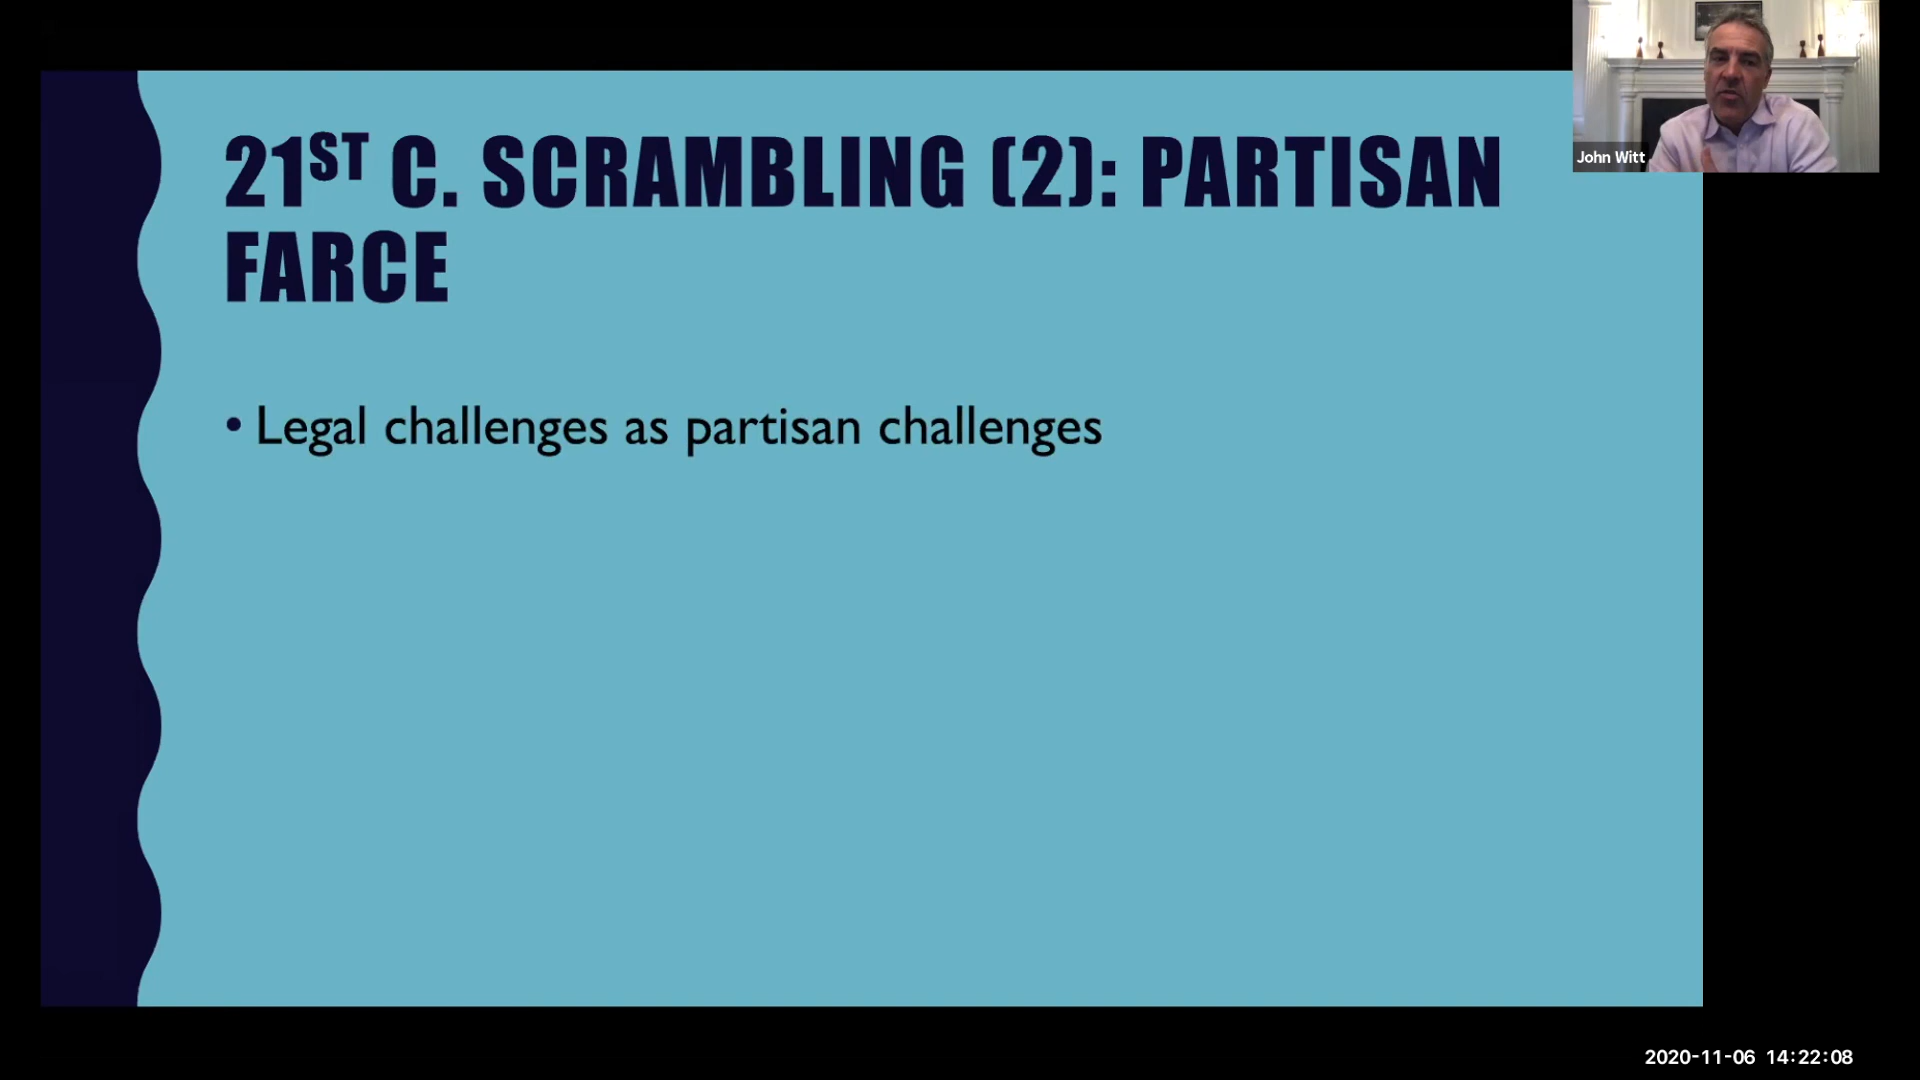 21ST C. SCRAMBLING (2): PARTISAN
FARCE
• Legal challenges as partisan challenges
John Witt
2020-11-06 14:22:08